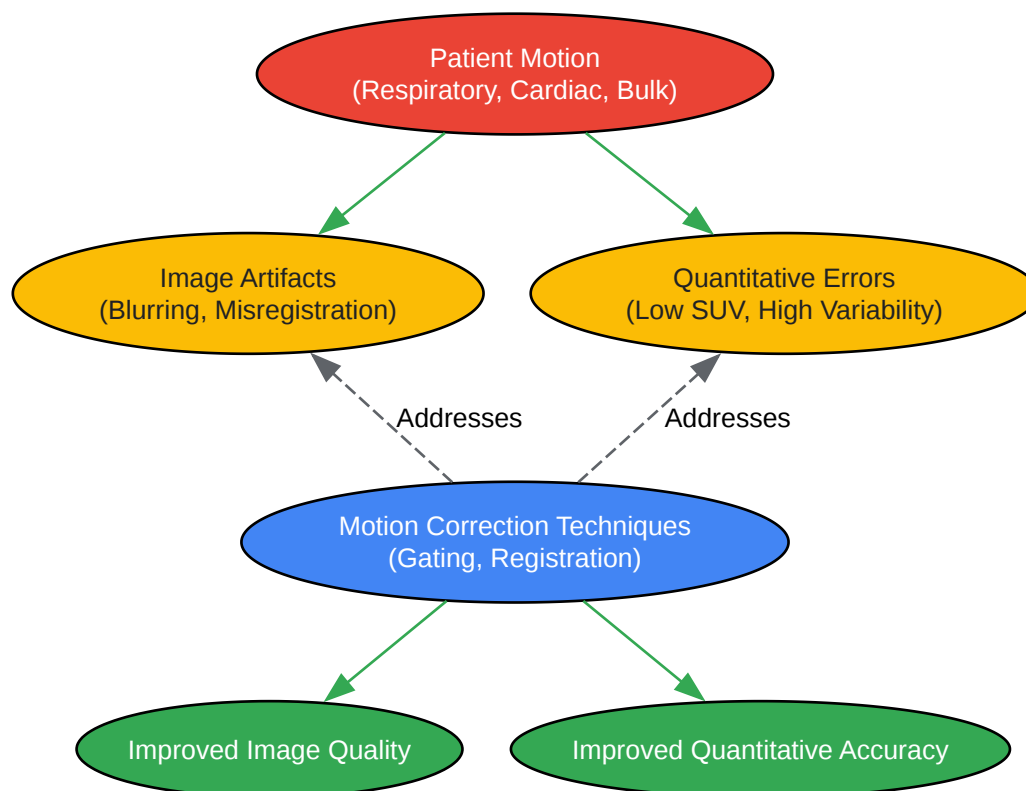 Patient Motion
(Respiratory, Cardiac, Bulk)
Image Artifacts
(Blurring, Misregistration)
Quantitative Errors
(Low SUV, High Variability)
Addresses
Addresses
Motion Correction Techniques
(Gating, Registration)
Improved Image Quality
Improved Quantitative Accuracy